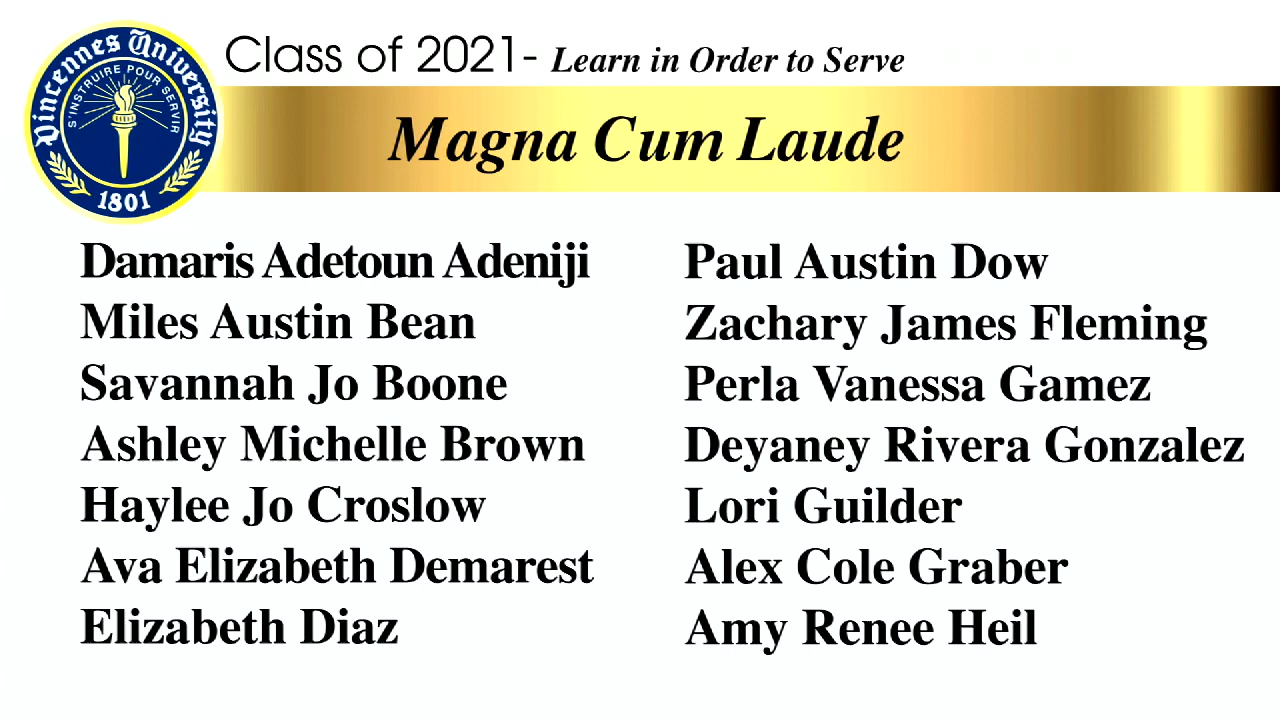 Vincennes University
S'INSTRUIRE POUR SERVIR
1801
Class of 2021- Learn in Order to Serve
Magna Cum Laude
Damaris Adetoun Adeniji
Miles Austin Bean
Savannah Jo Boone
Ashley Michelle Brown
Haylee Jo Croslow
Ava Elizabeth Demarest
Elizabeth Diaz
Paul Austin Dow
Zachary James Fleming
Perla Vanessa Gamez
Deyaney Rivera Gonzalez
Lori Guilder
Alex Cole Graber
Amy Renee Heil